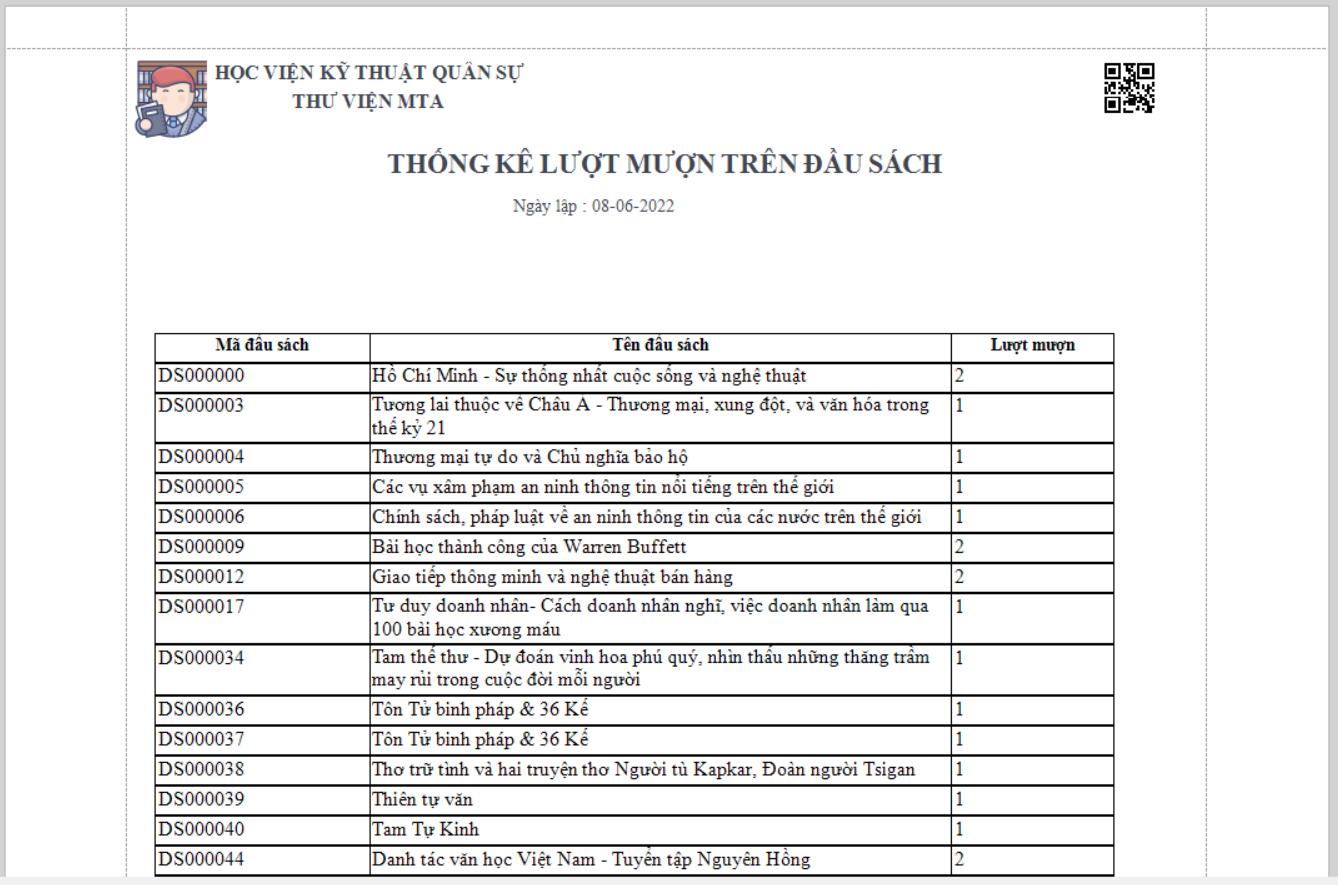 HỌC VIỆN KỸ THUẬT QUÂN SỰ
THƯ VIỆN MTA
THỐNG KÊ LƯỢT MƯỢN TRÊN ĐẦU SÁCH
Ngày lập : 08-06-2022
Mã đầu sách Tên đầu sách Lượt mượn
DS000000 Hồ Chí Minh - Sự thống nhất cuộc sống và nghệ thuật 2
DS000003 Tương lai thuộc về Châu Á - Thương mại, xung đột, và văn hóa trong 1
thế kỷ 21
DS000004 Thương mại tự do và Chủ nghĩa bảo hộ 1
DS000005 Các vụ xâm phạm an ninh thông tin nổi tiếng trên thế giới 1
DS000006 Chính sách, pháp luật về an ninh thông tin của các nước trên thế giới 1
DS000009 Bài học thành công của Warren Buffett 2
DS000012 Giao tiếp thông minh và nghệ thuật bán hàng 2
DS000017 Tư duy doanh nhân- Cách doanh nhân nghĩ, việc doanh nhân làm qua 1
100 bài học xương máu
DS000034 Tam thế thư - Dự đoán vinh hoa phú quý, nhìn thấu những thăng trầm 1
may rủi trong cuộc đời mỗi người
DS000036 Tôn Tử binh pháp & 36 Kế 1
DS000037 Tôn Tử binh pháp & 36 Kế 1
DS000038 Thơ trữ tình và hai truyện thơ Người tù Kapkar, Đoàn người Tsigan 1
DS000039 Thiên tự văn 1
DS000040 Tam Tự Kinh 1
DS000044 Danh tác văn học Việt Nam - Tuyển tập Nguyên Hồng 2